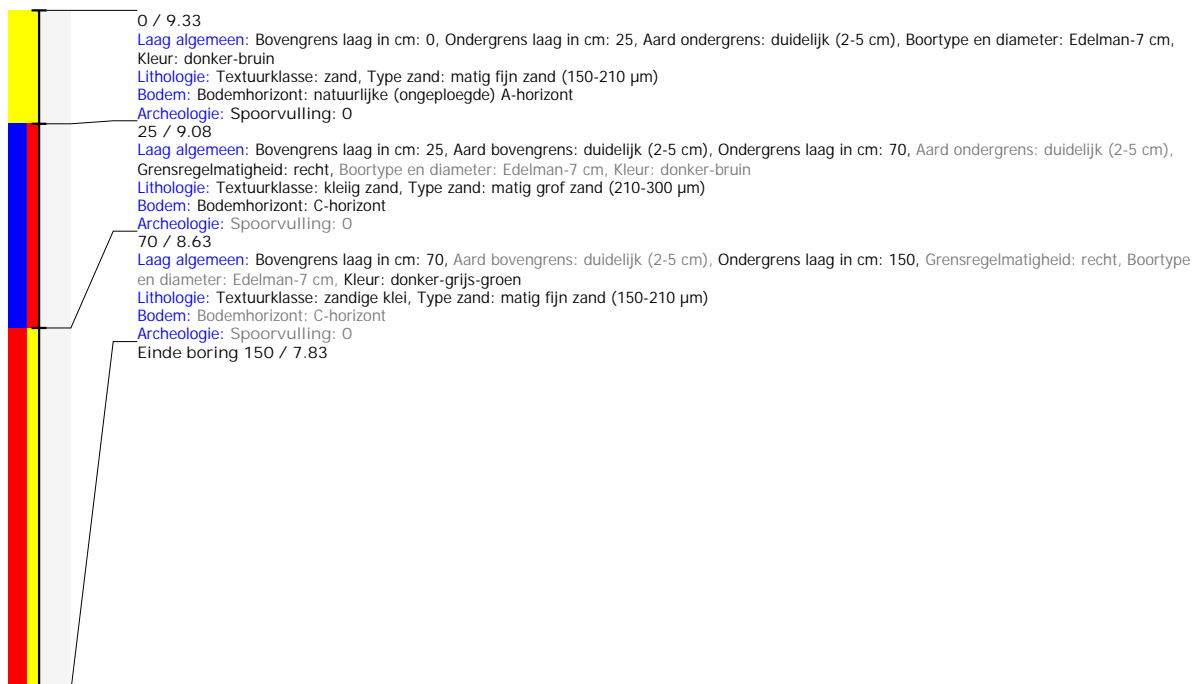 0 / 9.33
Laag algemeen: Bovengrens laag in cm: 0, Ondergrens laag in cm: 25, Aard ondergrens: duidelijk (2-5 cm), Boortype en diameter: Edelman-7 cm,
Kleur: donker-bruin
Lithologie: Textuurklasse: zand, Type zand: matig fijn zand (150-210 µm)
Bodem: Bodemhorizont: natuurlijke (ongeploegde) A-horizont
Archeologie: Spoorvulling: 0
25 / 9.08
Laag algemeen: Bovengrens laag in cm: 25, Aard bovengrens: duidelijk (2-5 cm), Ondergrens laag in cm: 70, Aard ondergrens: duidelijk (2-5 cm),
Grensregelmatigheid: recht, Boortype en diameter: Edelman-7 cm, Kleur: donker-bruin
Lithologie: Textuurklasse: kleiig zand, Type zand: matig grof zand (210-300 µm)
Bodem: Bodemhorizont: C-horizont
Archeologie: Spoorvulling: 0
70 / 8.63
Laag algemeen: Bovengrens laag in cm: 70, Aard bovengrens: duidelijk (2-5 cm), Ondergrens laag in cm: 150, Grensregelmatigheid: recht, Boortype
en diameter: Edelman-7 cm, Kleur: donker-grijs-groen
Lithologie: Textuurklasse: zandige klei, Type zand: matig fijn zand (150-210 µm)
Bodem: Bodemhorizont: C-horizont
Archeologie: Spoorvulling: 0
Einde boring 150 / 7.83